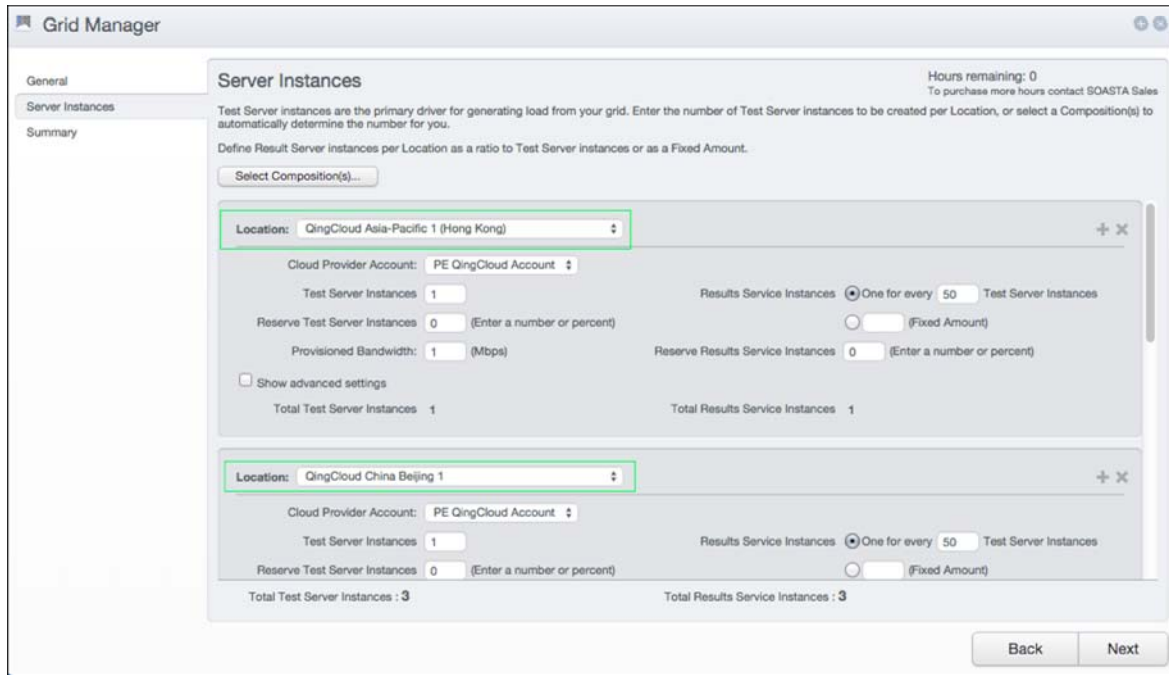 Grid Manager
General
Server Instances
Summary
Server Instances
Hours remaining: 0
To purchase more hours contact SOASTA Sales
Test Server instances are the primary driver for generating load from your grid. Enter the number of Test Server instances to be created per Location, or select a Composition(s) to
automatically determine the number for you.
Define Result Server instances per Location as a ratio to Test Server instances or as a Fixed Amount.
Select Composition(s)...
Location: QingCloud Asia-Pacific 1 (Hong Kong)
Cloud Provider Account: PE QingCloud Account
Test Server Instances 1 Results Service Instances One for every 50 Test Server Instances
Reserve Test Server Instances 0 (Enter a number or percent) (Fixed Amount)
Provisioned Bandwidth: 1 (Mbps) Reserve Results Service Instances 0 (Enter a number or percent)
Show advanced settings
Total Test Server Instances 1 Total Results Service Instances 1
Location: QingCloud China Beijing 1
Cloud Provider Account: PE QingCloud Account
Test Server Instances 1 Results Service Instances One for every 50 Test Server Instances
Reserve Test Server Instances 0 (Enter a number or percent) (Fixed Amount)
Total Test Server Instances : 3 Total Results Service Instances : 3
Back Next